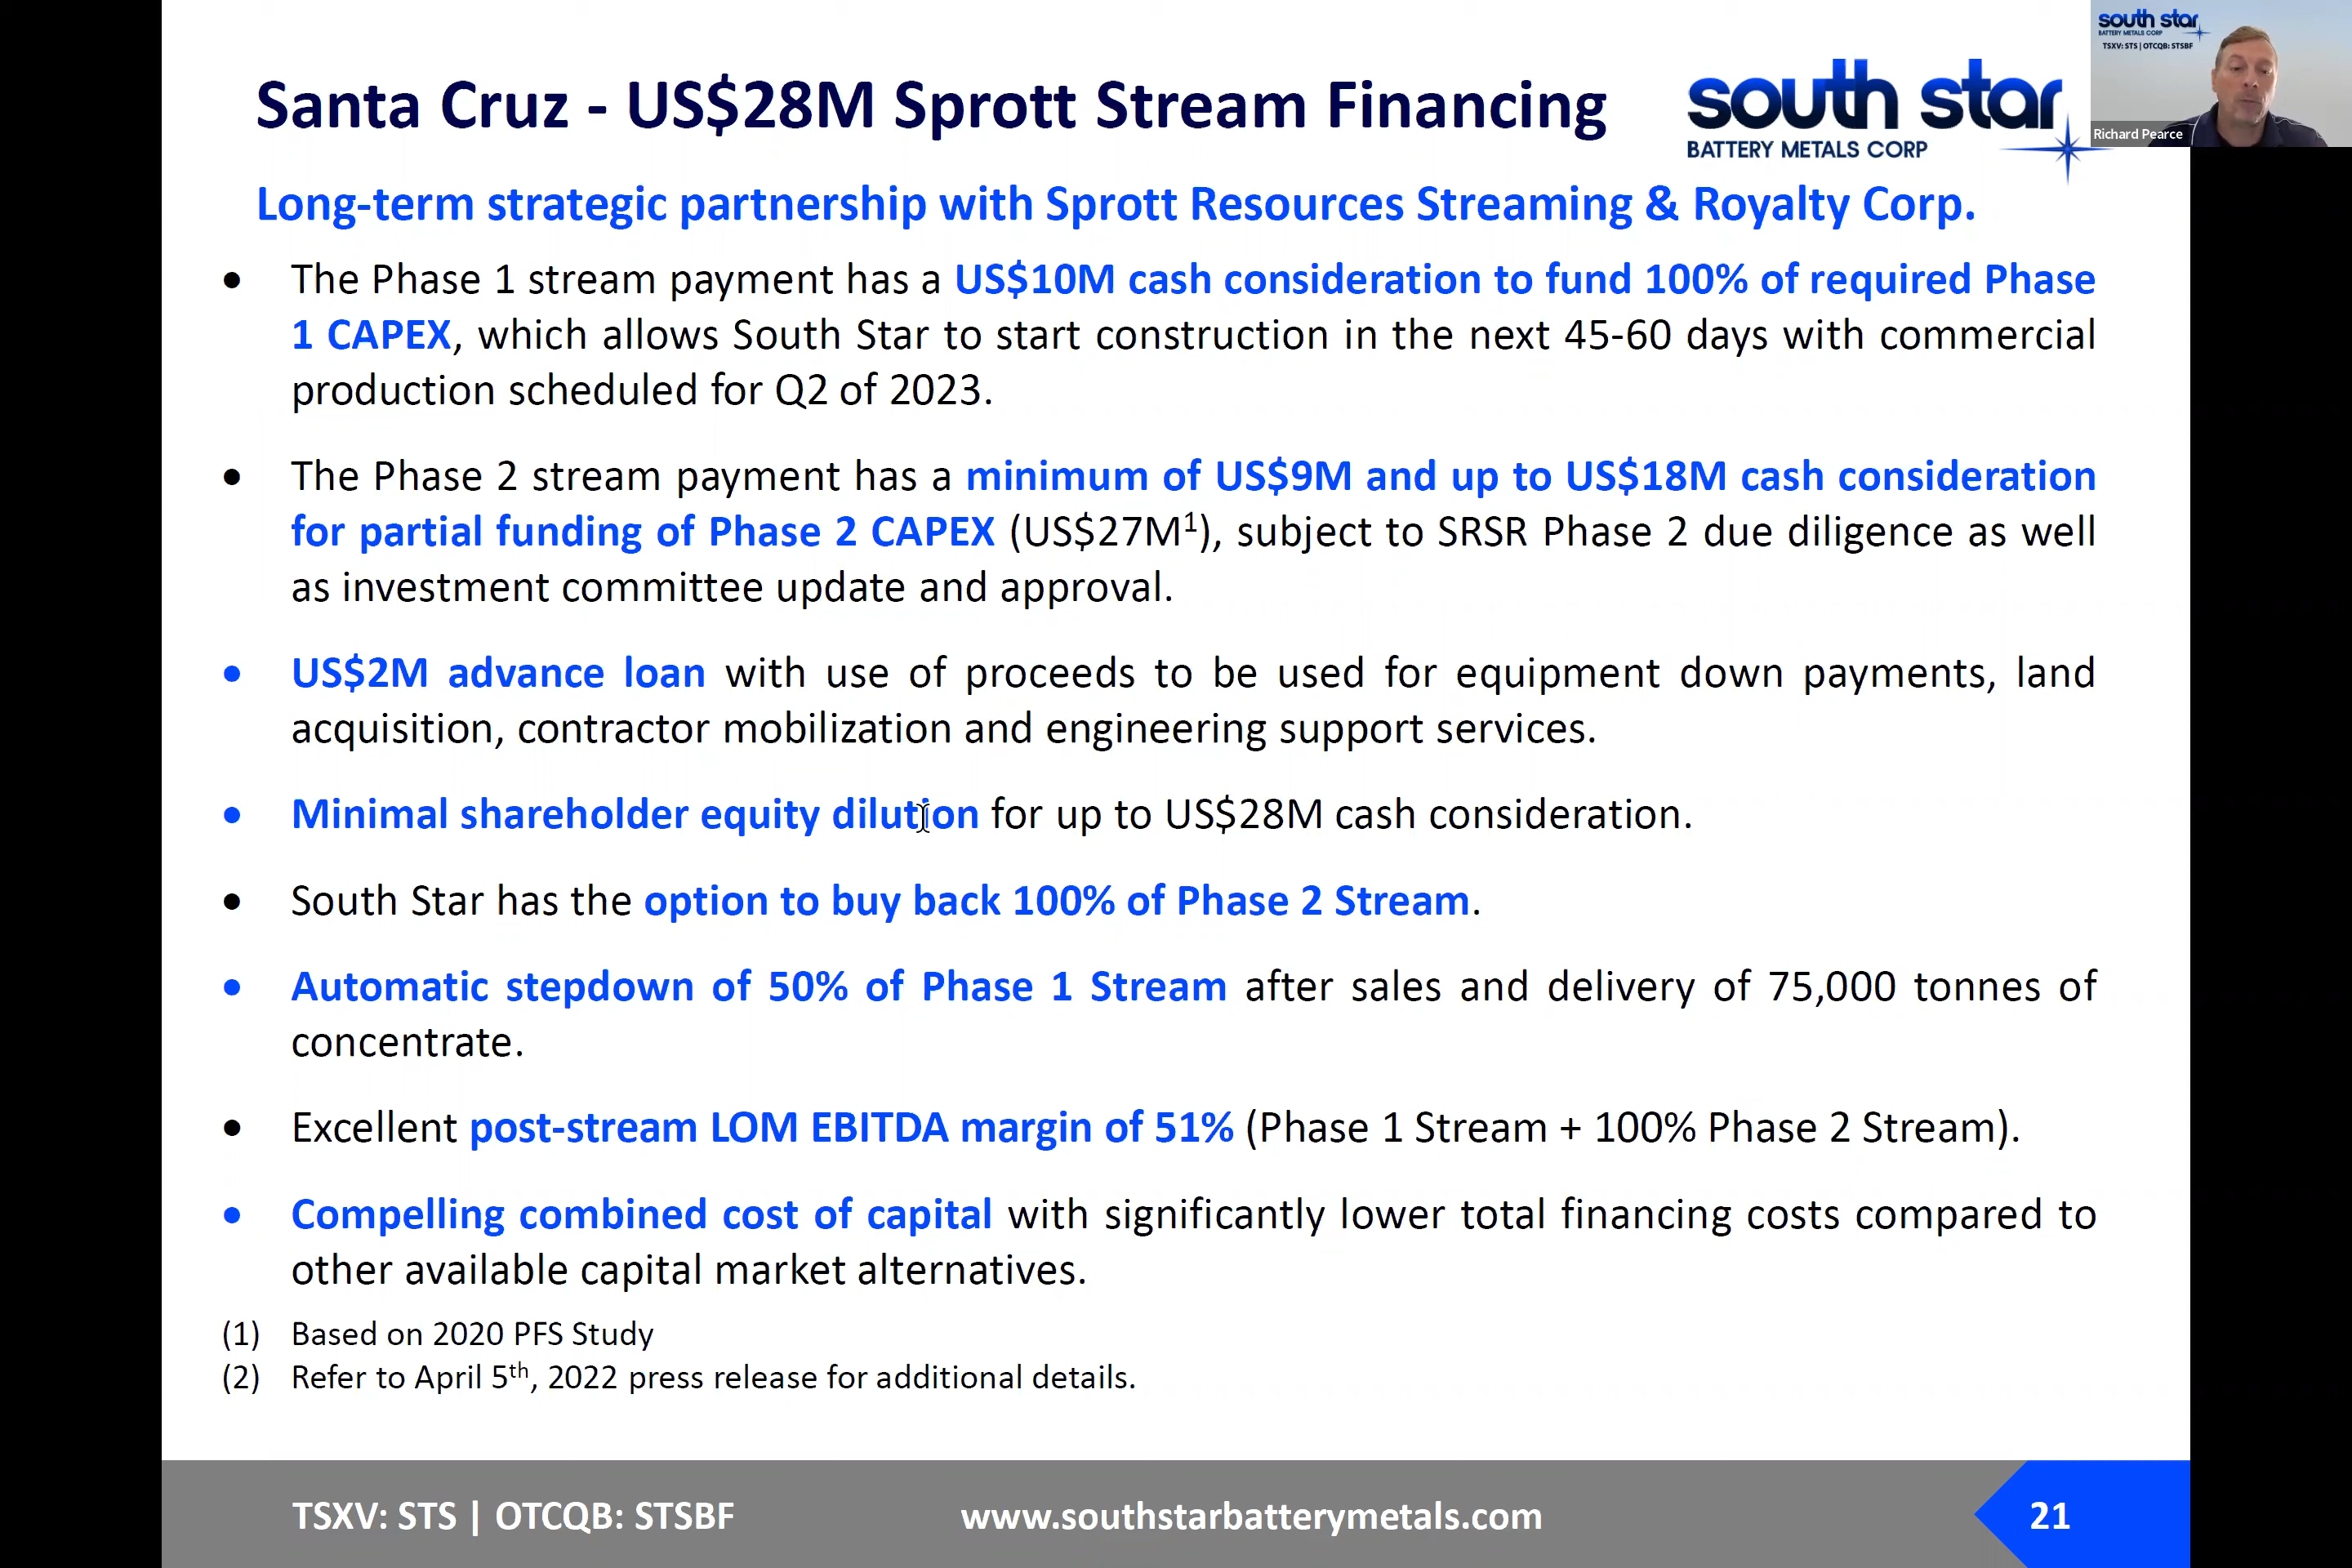 Santa Cruz - US$28M Sprott Stream Financing
south star
BATTERY METALS CORP
south star
BATTERY METALS CORP
TSXV: STS | OTCQB: STSBF
Richard Pearce
Long-term strategic partnership with Sprott Resources Streaming & Royalty Corp.
• The Phase 1 stream payment has a US$10M cash consideration to fund 100% of required Phase
1 CAPEX, which allows South Star to start construction in the next 45-60 days with commercial
production scheduled for Q2 of 2023.
• The Phase 2 stream payment has a minimum of US$9M and up to US$18M cash consideration
for partial funding of Phase 2 CAPEX (US$27M¹), subject to SRSR Phase 2 due diligence as well
as investment committee update and approval.
• US$2M advance loan with use of proceeds to be used for equipment down payments, land
acquisition, contractor mobilization and engineering support services.
• Minimal shareholder equity dilution for up to US$28M cash consideration.
• South Star has the option to buy back 100% of Phase 2 Stream.
• Automatic stepdown of 50% of Phase 1 Stream after sales and delivery of 75,000 tonnes of
concentrate.
• Excellent post-stream LOM EBITDA margin of 51% (Phase 1 Stream + 100% Phase 2 Stream).
• Compelling combined cost of capital with significantly lower total financing costs compared to
other available capital market alternatives.
(1) Based on 2020 PFS Study
(2) Refer to April 5th, 2022 press release for additional details.
TSXV: STS | OTCQB: STSBF
www.southstarbatterymetals.com
21